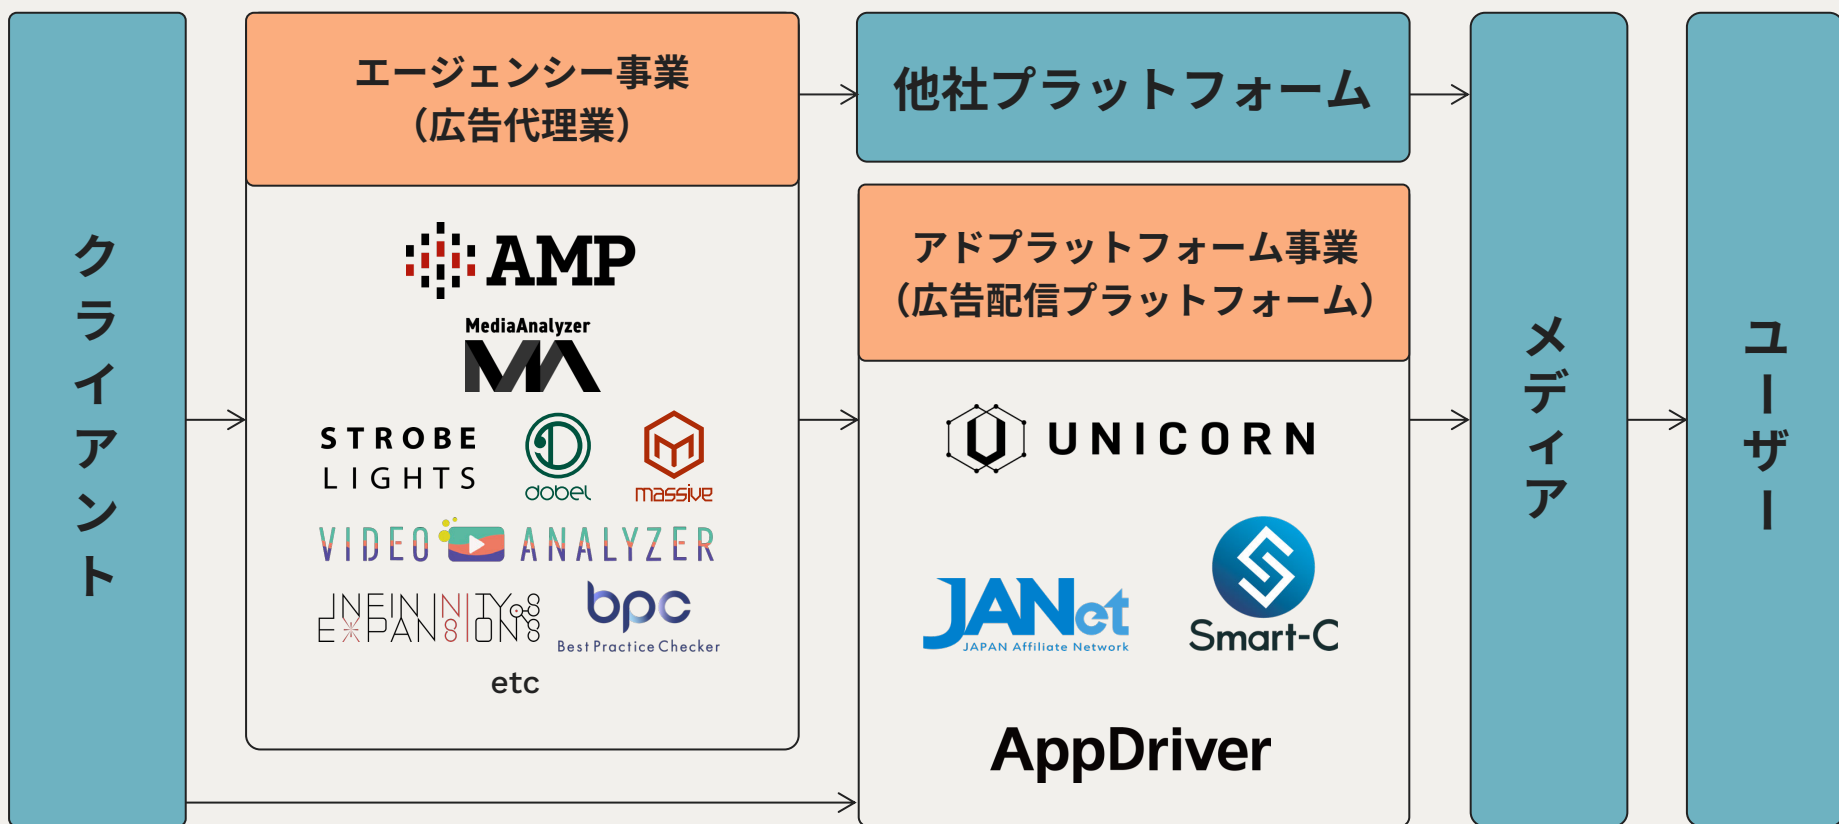 クライアント
エージェンシー事業
（広告代理業）
AMP
MediaAnalyzer
MA
STROBE
LIGHTS
dobel
massive
VIDEO ANALYZER
INFININITY
EXPANSION
bpc
Best Practice Checker
etc
他社プラットフォーム
アドプラットフォーム事業
（広告配信プラットフォーム）
UNICORN
JANet
JAPAN Affiliate Network
Smart-C
AppDriver
メディア
ユーザー